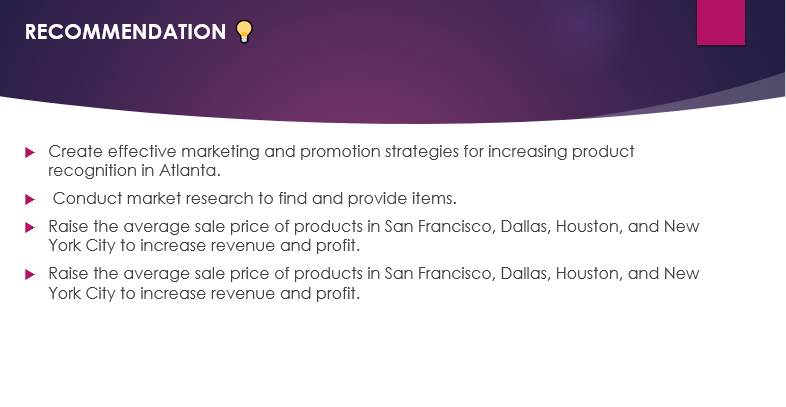 RECOMMENDATION 💡
Create effective marketing and promotion strategies for increasing product
recognition in Atlanta.
Conduct market research to find and provide items.
Raise the average sale price of products in San Francisco, Dallas, Houston, and New
York City to increase revenue and profit.
Raise the average sale price of products in San Francisco, Dallas, Houston, and New
York City to increase revenue and profit.